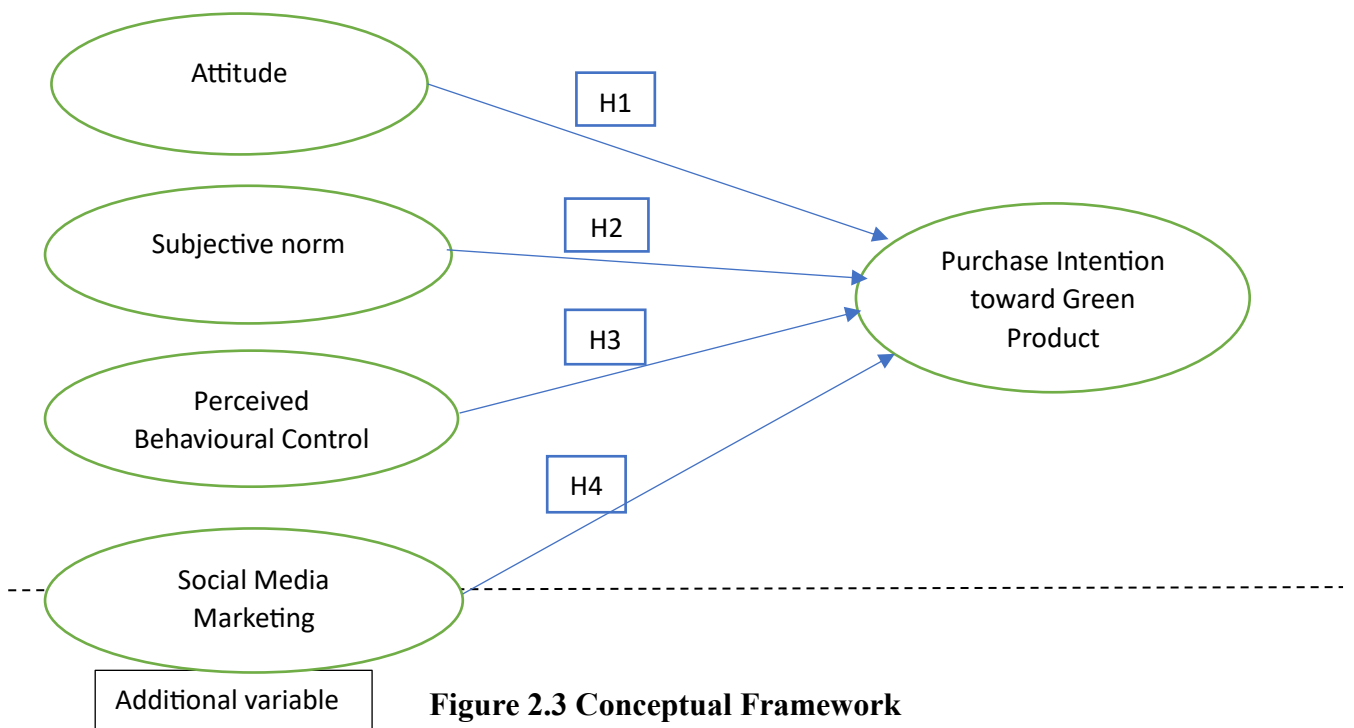 Attitude
H1
Subjective norm
H2
Purchase Intention
toward Green
Product
H3
Perceived
Behavioural Control
H4
Social Media
Marketing
Additional variable
Figure 2.3 Conceptual Framework